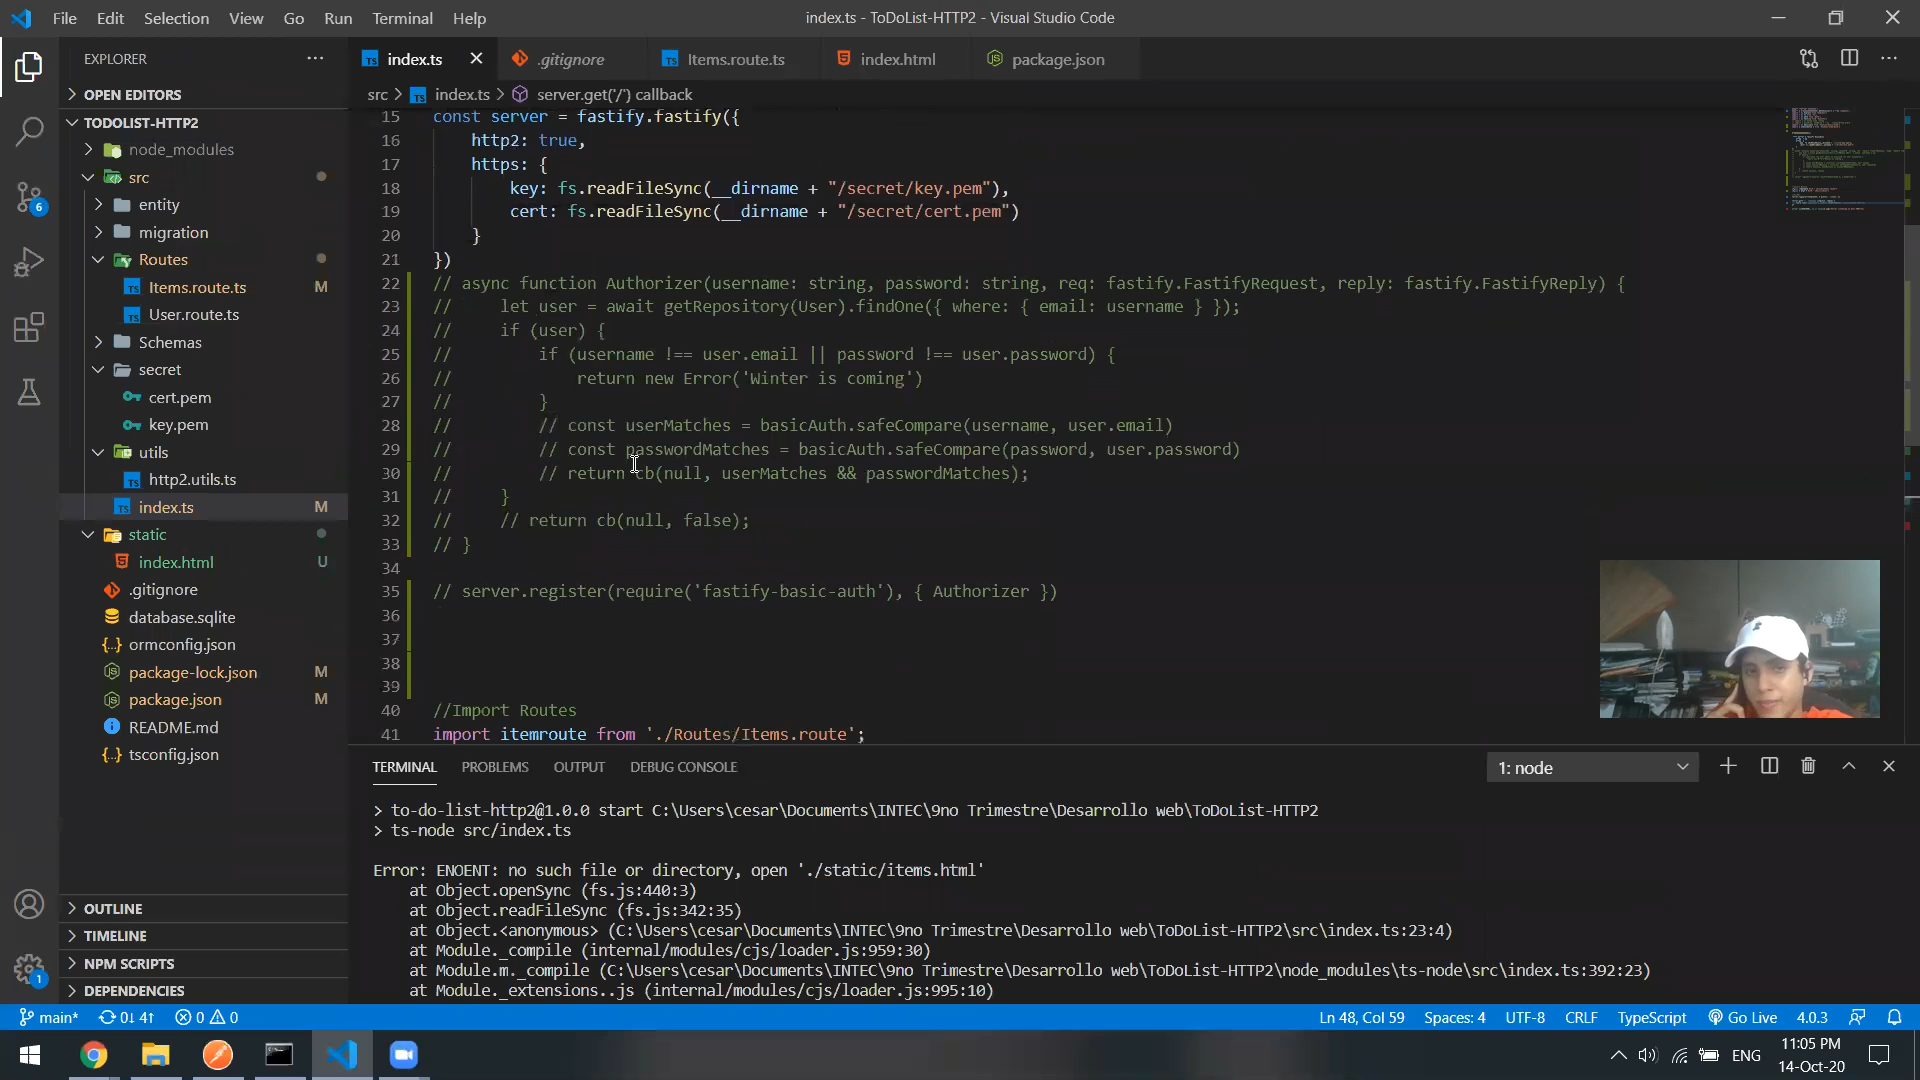 File Edit Selection View Go Run Terminal Help
index.ts - ToDoList-HTTP2 - Visual Studio Code
EXPLORER
OPEN EDITORS
TODOLIST-HTTP2
node_modules
src
entity
migration
Routes
Items.route.ts M
User.route.ts
Schemas
secret
cert.pem
key.pem
utils
http2.utils.ts
index.ts M
static
index.html U
.gitignore
database.sqlite
ormconfig.json
package-lock.json M
package.json M
README.md
tsconfig.json
OUTLINE
TIMELINE
NPM SCRIPTS
DEPENDENCIES
6
1
index.ts .gitignore Items.route.ts index.html package.json
src > index.ts > server.get('/') callback
15 const server = fastify.fastify({
16 http2: true,
17 https: {
18 key: fs.readFileSync(__dirname + "/secret/key.pem"),
19 cert: fs.readFileSync(__dirname + "/secret/cert.pem")
20 }
21 })
22 // async function Authorizer(username: string, password: string, req: fastify.FastifyRequest, reply: fastify.FastifyReply) {
23 // let user = await getRepository(User).findOne({ where: { email: username } });
24 // if (user) {
25 // if (username !== user.email || password !== user.password) {
26 // return new Error('Winter is coming')
27 // }
28 // // const userMatches = basicAuth.safeCompare(username, user.email)
29 // // const passwordMatches = basicAuth.safeCompare(password, user.password)
30 // // return cb(null, userMatches && passwordMatches);
31 // }
32 // // return cb(null, false);
33 // }
34
35 // server.register(require('fastify-basic-auth'), { Authorizer })
36
37
38
39
40 //Import Routes
41 import itemroute from './Routes/Items.route';
TERMINAL PROBLEMS OUTPUT DEBUG CONSOLE 1: node
> to-do-list-http2@1.0.0 start C:\Users\cesar\Documents\INTEC\9no Trimestre\Desarrollo web\ToDoList-HTTP2
> ts-node src/index.ts
Error: ENOENT: no such file or directory, open './static/items.html'
at Object.openSync (fs.js:440:3)
at Object.readFileSync (fs.js:342:35)
at Object.<anonymous> (C:\Users\cesar\Documents\INTEC\9no Trimestre\Desarrollo web\ToDoList-HTTP2\src\index.ts:23:4)
at Module._compile (internal/modules/cjs/loader.js:959:30)
at Module.m._compile (C:\Users\cesar\Documents\INTEC\9no Trimestre\Desarrollo web\ToDoList-HTTP2\node_modules\ts-node\src\index.ts:392:23)
at Module._extensions..js (internal/modules/cjs/loader.js:995:10)
main* 0↓ 4↑ 0 0 Ln 48, Col 59 Spaces: 4 UTF-8 CRLF TypeScript Go Live 4.0.3
ENG 11:05 PM
14-Oct-20